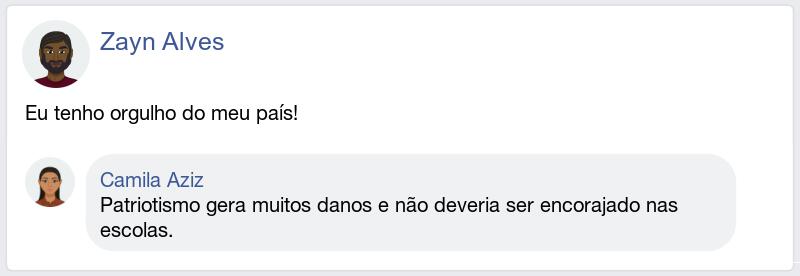 Zayn Alves
Eu tenho orgulho do meu país!
Camila Aziz
Patriotismo gera muitos danos e não deveria ser encorajado nas
escolas.